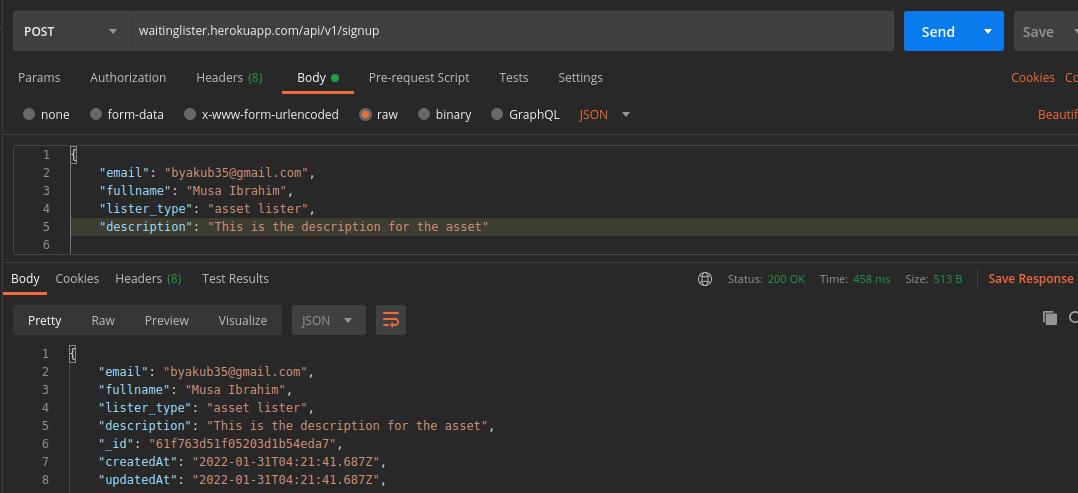 POST waitinglister.herokuapp.com/api/v1/signup Send Save
Params Authorization Headers (8) Body Pre-request Script Tests Settings Cookies
none form-data x-www-form-urlencoded raw binary GraphQL JSON Beautif
1 {
2 "email": "byakub35@gmail.com",
3 "fullname": "Musa Ibrahim",
4 "lister_type": "asset lister",
5 "description": "This is the description for the asset"
6
Body Cookies Headers (8) Test Results Status: 200 OK Time: 458 ms Size: 513 B Save Response
Pretty Raw Preview Visualize JSON
1 {
2 "email": "byakub35@gmail.com",
3 "fullname": "Musa Ibrahim",
4 "lister_type": "asset lister",
5 "description": "This is the description for the asset",
6 "_id": "61f763d51f05203d1b54eda7",
7 "createdAt": "2022-01-31T04:21:41.687Z",
8 "updatedAt": "2022-01-31T04:21:41.687Z",